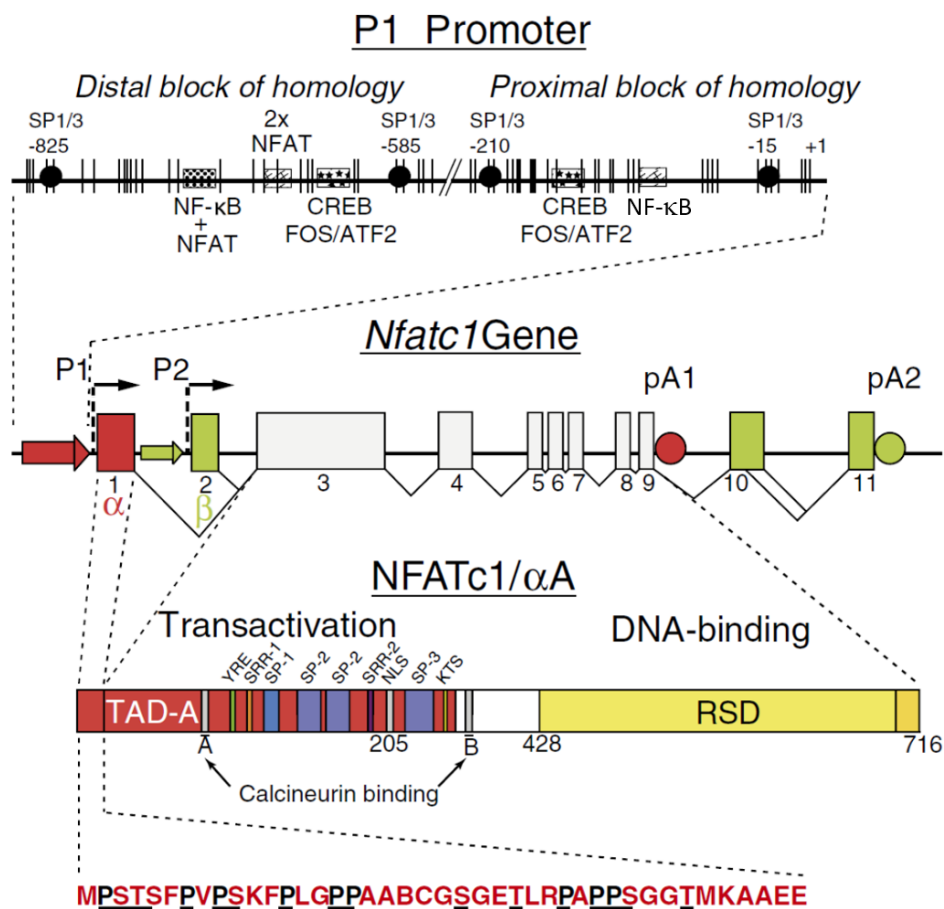 P1 Promoter
Distal block of homology Proximal block of homology
SP1/3 2x SP1/3 SP1/3 SP1/3
-825 NFAT -585 -210 -15 +1
NF-κB CREB CREB NF-κB
+ FOS/ATF2 FOS/ATF2
NFAT
Nfatc1 Gene
P1 P2 pA1 pA2
1 2 3 4 5 6 7 8 9 10 11
α β
NFATc1/αA
Transactivation DNA-binding
YRE SRR-1 SP-1 SP-2 SP-2 SRR-2 NLS SP-3 KTS
TAD-A RSD
A 205 B 428 716
Calcineurin binding
MPSTSFPVPSKFPLGPPAABCGSGETLRPAPPSGGTMKAAEE